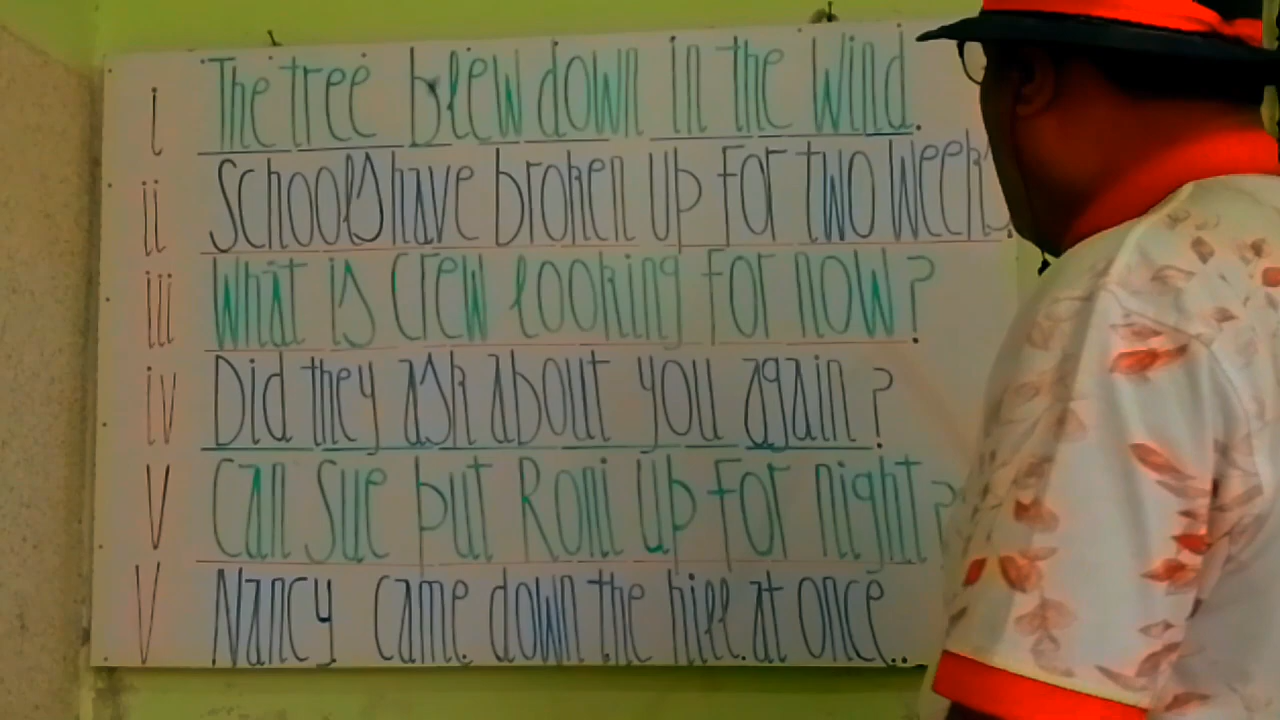 i The tree blew down in the wind.
ii Schools have broken up for two weeks.
iii What is Crew looking for now?
iv Did they ask about you again?
V Can Sue put Roni up for night?
V Nancy came down the hill at once..